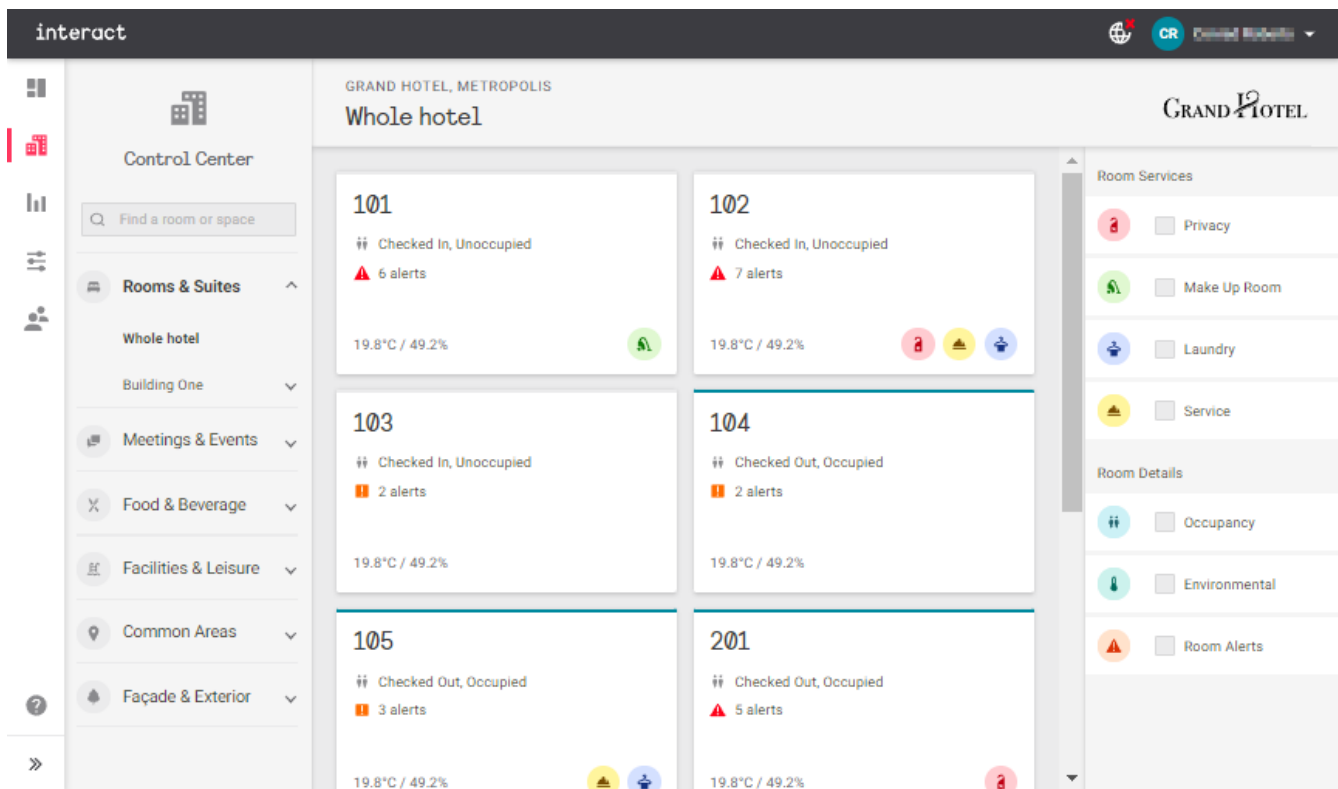 interact
CR
Control Center
Find a room or space
Rooms & Suites
Whole hotel
Building One
Meetings & Events
Food & Beverage
Facilities & Leisure
Common Areas
Façade & Exterior
GRAND HOTEL, METROPOLIS
Whole hotel
GRAND HOTEL
101
Checked In, Unoccupied
6 alerts
19.8°C / 49.2%
102
Checked In, Unoccupied
7 alerts
19.8°C / 49.2%
103
Checked In, Unoccupied
2 alerts
19.8°C / 49.2%
104
Checked Out, Occupied
2 alerts
19.8°C / 49.2%
105
Checked Out, Occupied
3 alerts
19.8°C / 49.2%
201
Checked Out, Occupied
5 alerts
19.8°C / 49.2%
Room Services
Privacy
Make Up Room
Laundry
Service
Room Details
Occupancy
Environmental
Room Alerts